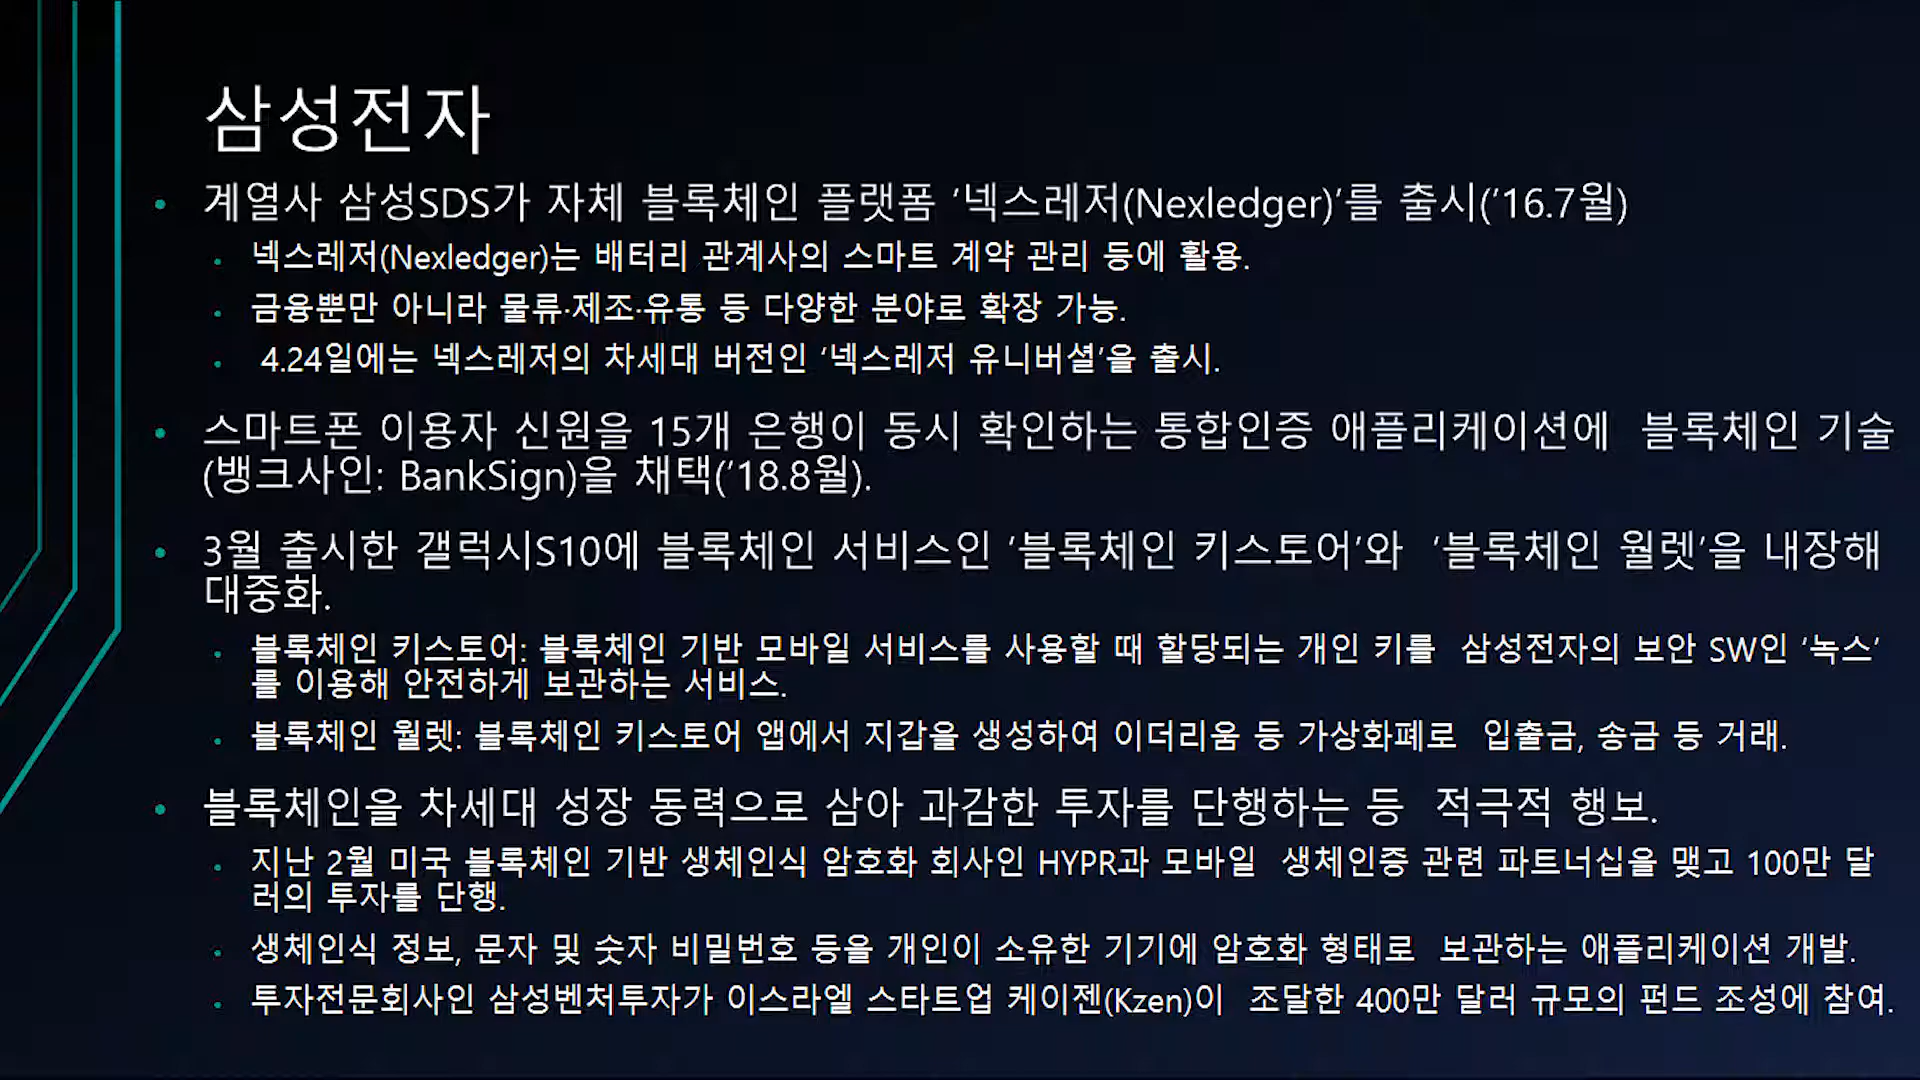 삼성전자
• 계열사 삼성SDS가 자체 블록체인 플랫폼 ‘넥스레저(Nexledger)’를 출시(’16.7월)
• 넥스레저(Nexledger)는 배터리 관계사의 스마트 계약 관리 등에 활용.
• 금융뿐만 아니라 물류·제조·유통 등 다양한 분야로 확장 가능.
• 4.24일에는 넥스레저의 차세대 버전인 ‘넥스레저 유니버셜’을 출시.
• 스마트폰 이용자 신원을 15개 은행이 동시 확인하는 통합인증 애플리케이션에 블록체인 기술
(뱅크사인: BankSign)을 채택(’18.8월).
• 3월 출시한 갤럭시S10에 블록체인 서비스인 ‘블록체인 키스토어’와 ‘블록체인 월렛’을 내장해
대중화.
• 블록체인 키스토어: 블록체인 기반 모바일 서비스를 사용할 때 할당되는 개인 키를 삼성전자의 보안 SW인 ‘녹스’
를 이용해 안전하게 보관하는 서비스.
• 블록체인 월렛: 블록체인 키스토어 앱에서 지갑을 생성하여 이더리움 등 가상화폐로 입출금, 송금 등 거래.
• 블록체인을 차세대 성장 동력으로 삼아 과감한 투자를 단행하는 등 적극적 행보.
• 지난 2월 미국 블록체인 기반 생체인식 암호화 회사인 HYPR과 모바일 생체인증 관련 파트너십을 맺고 100만 달
러의 투자를 단행.
• 생체인식 정보, 문자 및 숫자 비밀번호 등을 개인이 소유한 기기에 암호화 형태로 보관하는 애플리케이션 개발.
• 투자전문회사인 삼성벤처투자가 이스라엘 스타트업 케이젠(Kzen)이 조달한 400만 달러 규모의 펀드 조성에 참여.